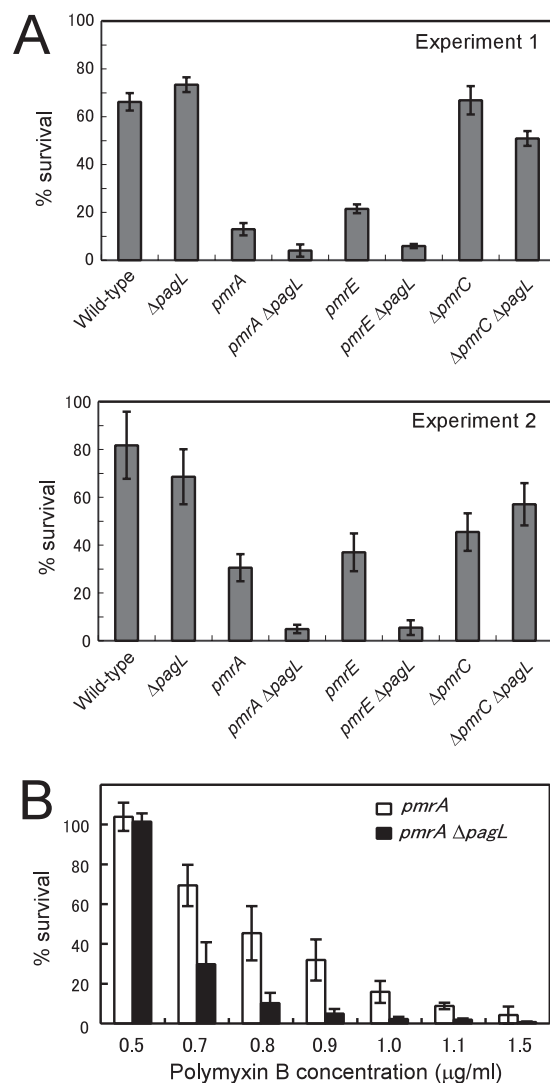 A
Experiment 1
100
80
60
40
20
0
% survival
Wild-type
ΔpagL
pmrA
pmrA ΔpagL
pmrE
pmrE ΔpagL
ΔpmrC
ΔpmrC ΔpagL
Experiment 2
100
80
60
40
20
0
% survival
Wild-type
ΔpagL
pmrA
pmrA ΔpagL
pmrE
pmrE ΔpagL
ΔpmrC
ΔpmrC ΔpagL
B
pmrA
pmrA ΔpagL
100
80
60
40
20
0
% survival
0.5 0.7 0.8 0.9 1.0 1.1 1.5
Polymyxin B concentration (μg/ml)